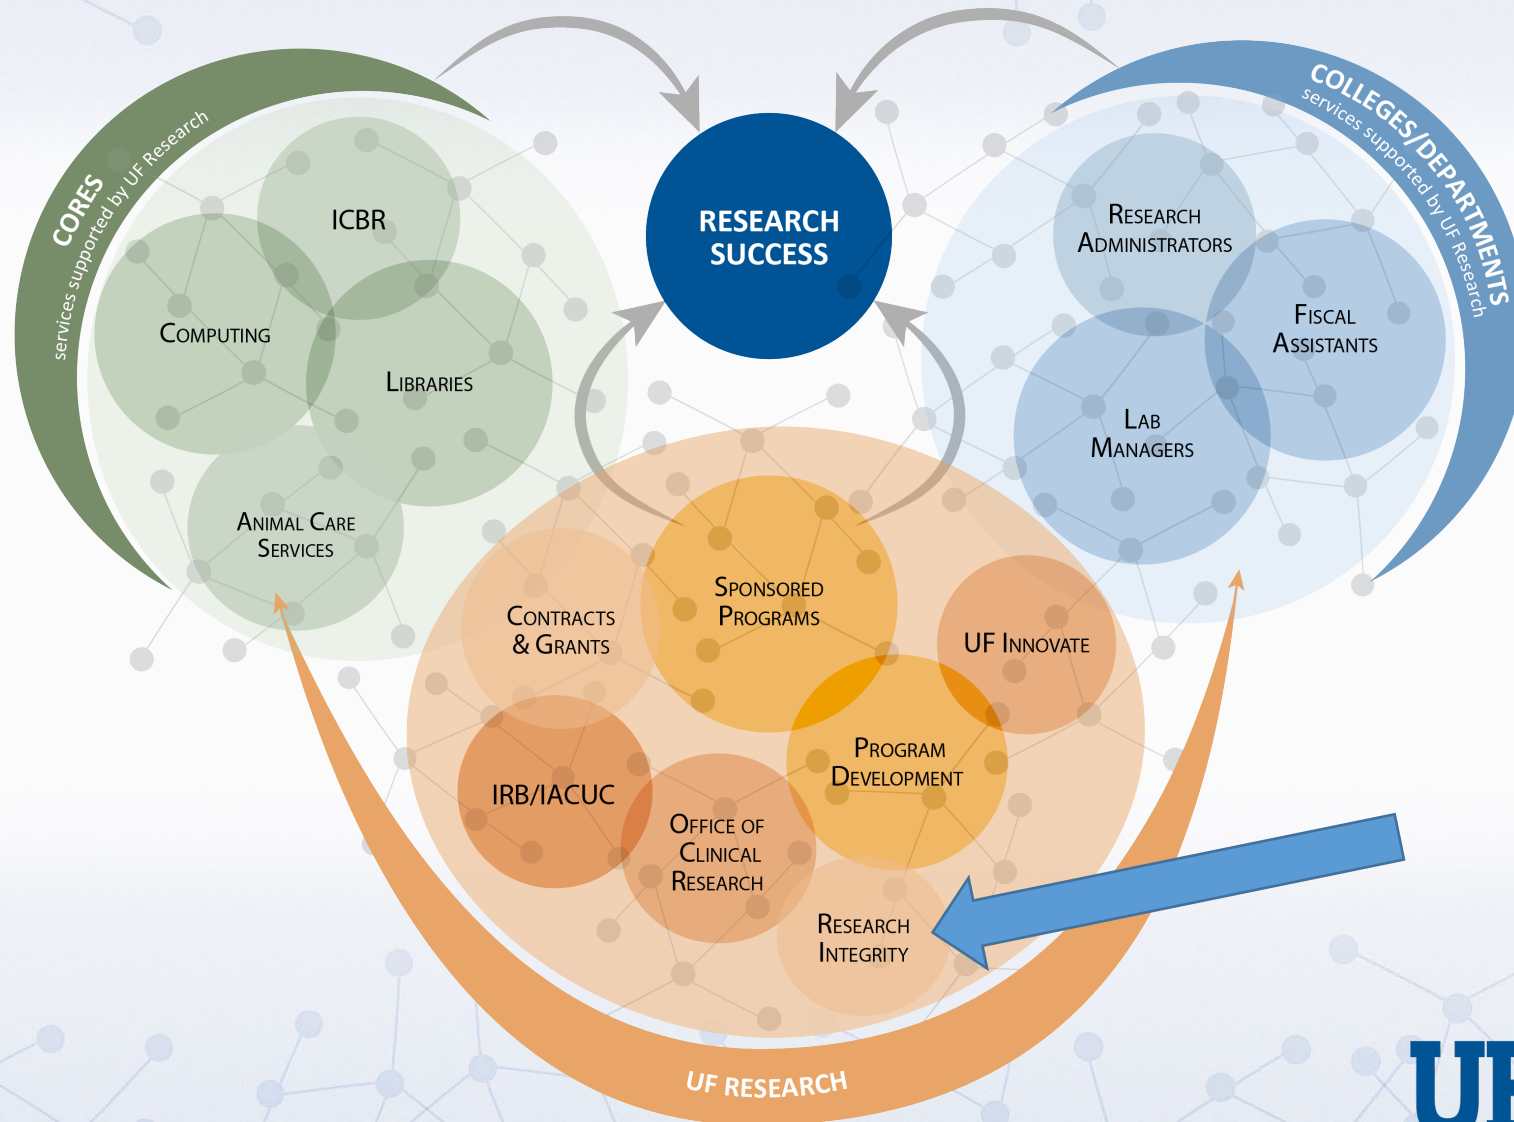 CORES
services supported by UF Research
ICBR
COMPUTING
LIBRARIES
ANIMAL CARE
SERVICES
RESEARCH
SUCCESS
COLLEGES/DEPARTMENTS
services supported by UF Research
RESEARCH
ADMINISTRATORS
FISCAL
ASSISTANTS
LAB
MANAGERS
CONTRACTS
& GRANTS
SPONSORED
PROGRAMS
UF INNOVATE
PROGRAM
DEVELOPMENT
IRB/IACUC
OFFICE OF
CLINICAL
RESEARCH
RESEARCH
INTEGRITY
UF RESEARCH
UF